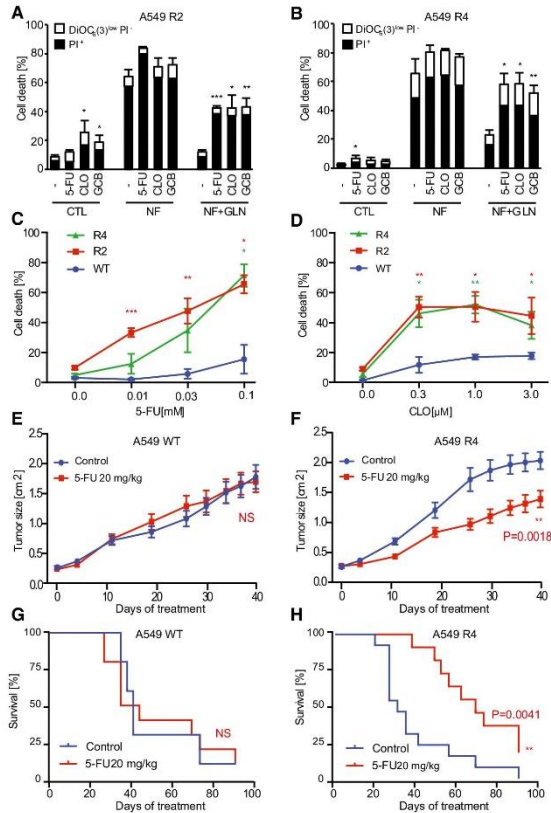 A
A549 R2
DiOC6(3)low PI-
PI+
Cell death [%]
100
80
60
40
20
0
*
*
***
*
**
- 5-FU CLO GCB - 5-FU CLO GCB - 5-FU CLO GCB
CTL NF NF+GLN
B
A549 R4
DiOC6(3)low PI-
PI+
Cell death [%]
100
80
60
40
20
0
*
*
*
**
- 5-FU CLO GCB - 5-FU CLO GCB - 5-FU CLO GCB
CTL NF NF+GLN
C
R4
R2
WT
Cell death [%]
100
80
60
40
20
0
***
**
*
*
0.0 0.01 0.03 0.1
5-FU[mM]
D
R4
R2
WT
Cell death [%]
100
80
60
40
20
0
**
*
*
**
*
*
0.0 0.3 1.0 3.0
CLO[µM]
E
A549 WT
Control
5-FU 20 mg/kg
Tumor size [cm 2]
2.5
2.0
1.5
1.0
0.5
0.0
NS
0 10 20 30 40
Days of treatment
F
A549 R4
Control
5-FU 20 mg/kg
Tumor size [cm 2]
2.5
2.0
1.5
1.0
0.5
0.0
**
P=0.0018
0 10 20 30 40
Days of treatment
G
A549 WT
Survival [%]
100
75
50
25
0
NS
Control
5-FU20 mg/kg
0 20 40 60 80 100
Days of treatment
H
A549 R4
Survival [%]
100
75
50
25
0
P=0.0041
**
Control
5-FU20 mg/kg
0 20 40 60 80 100
Days of treatment